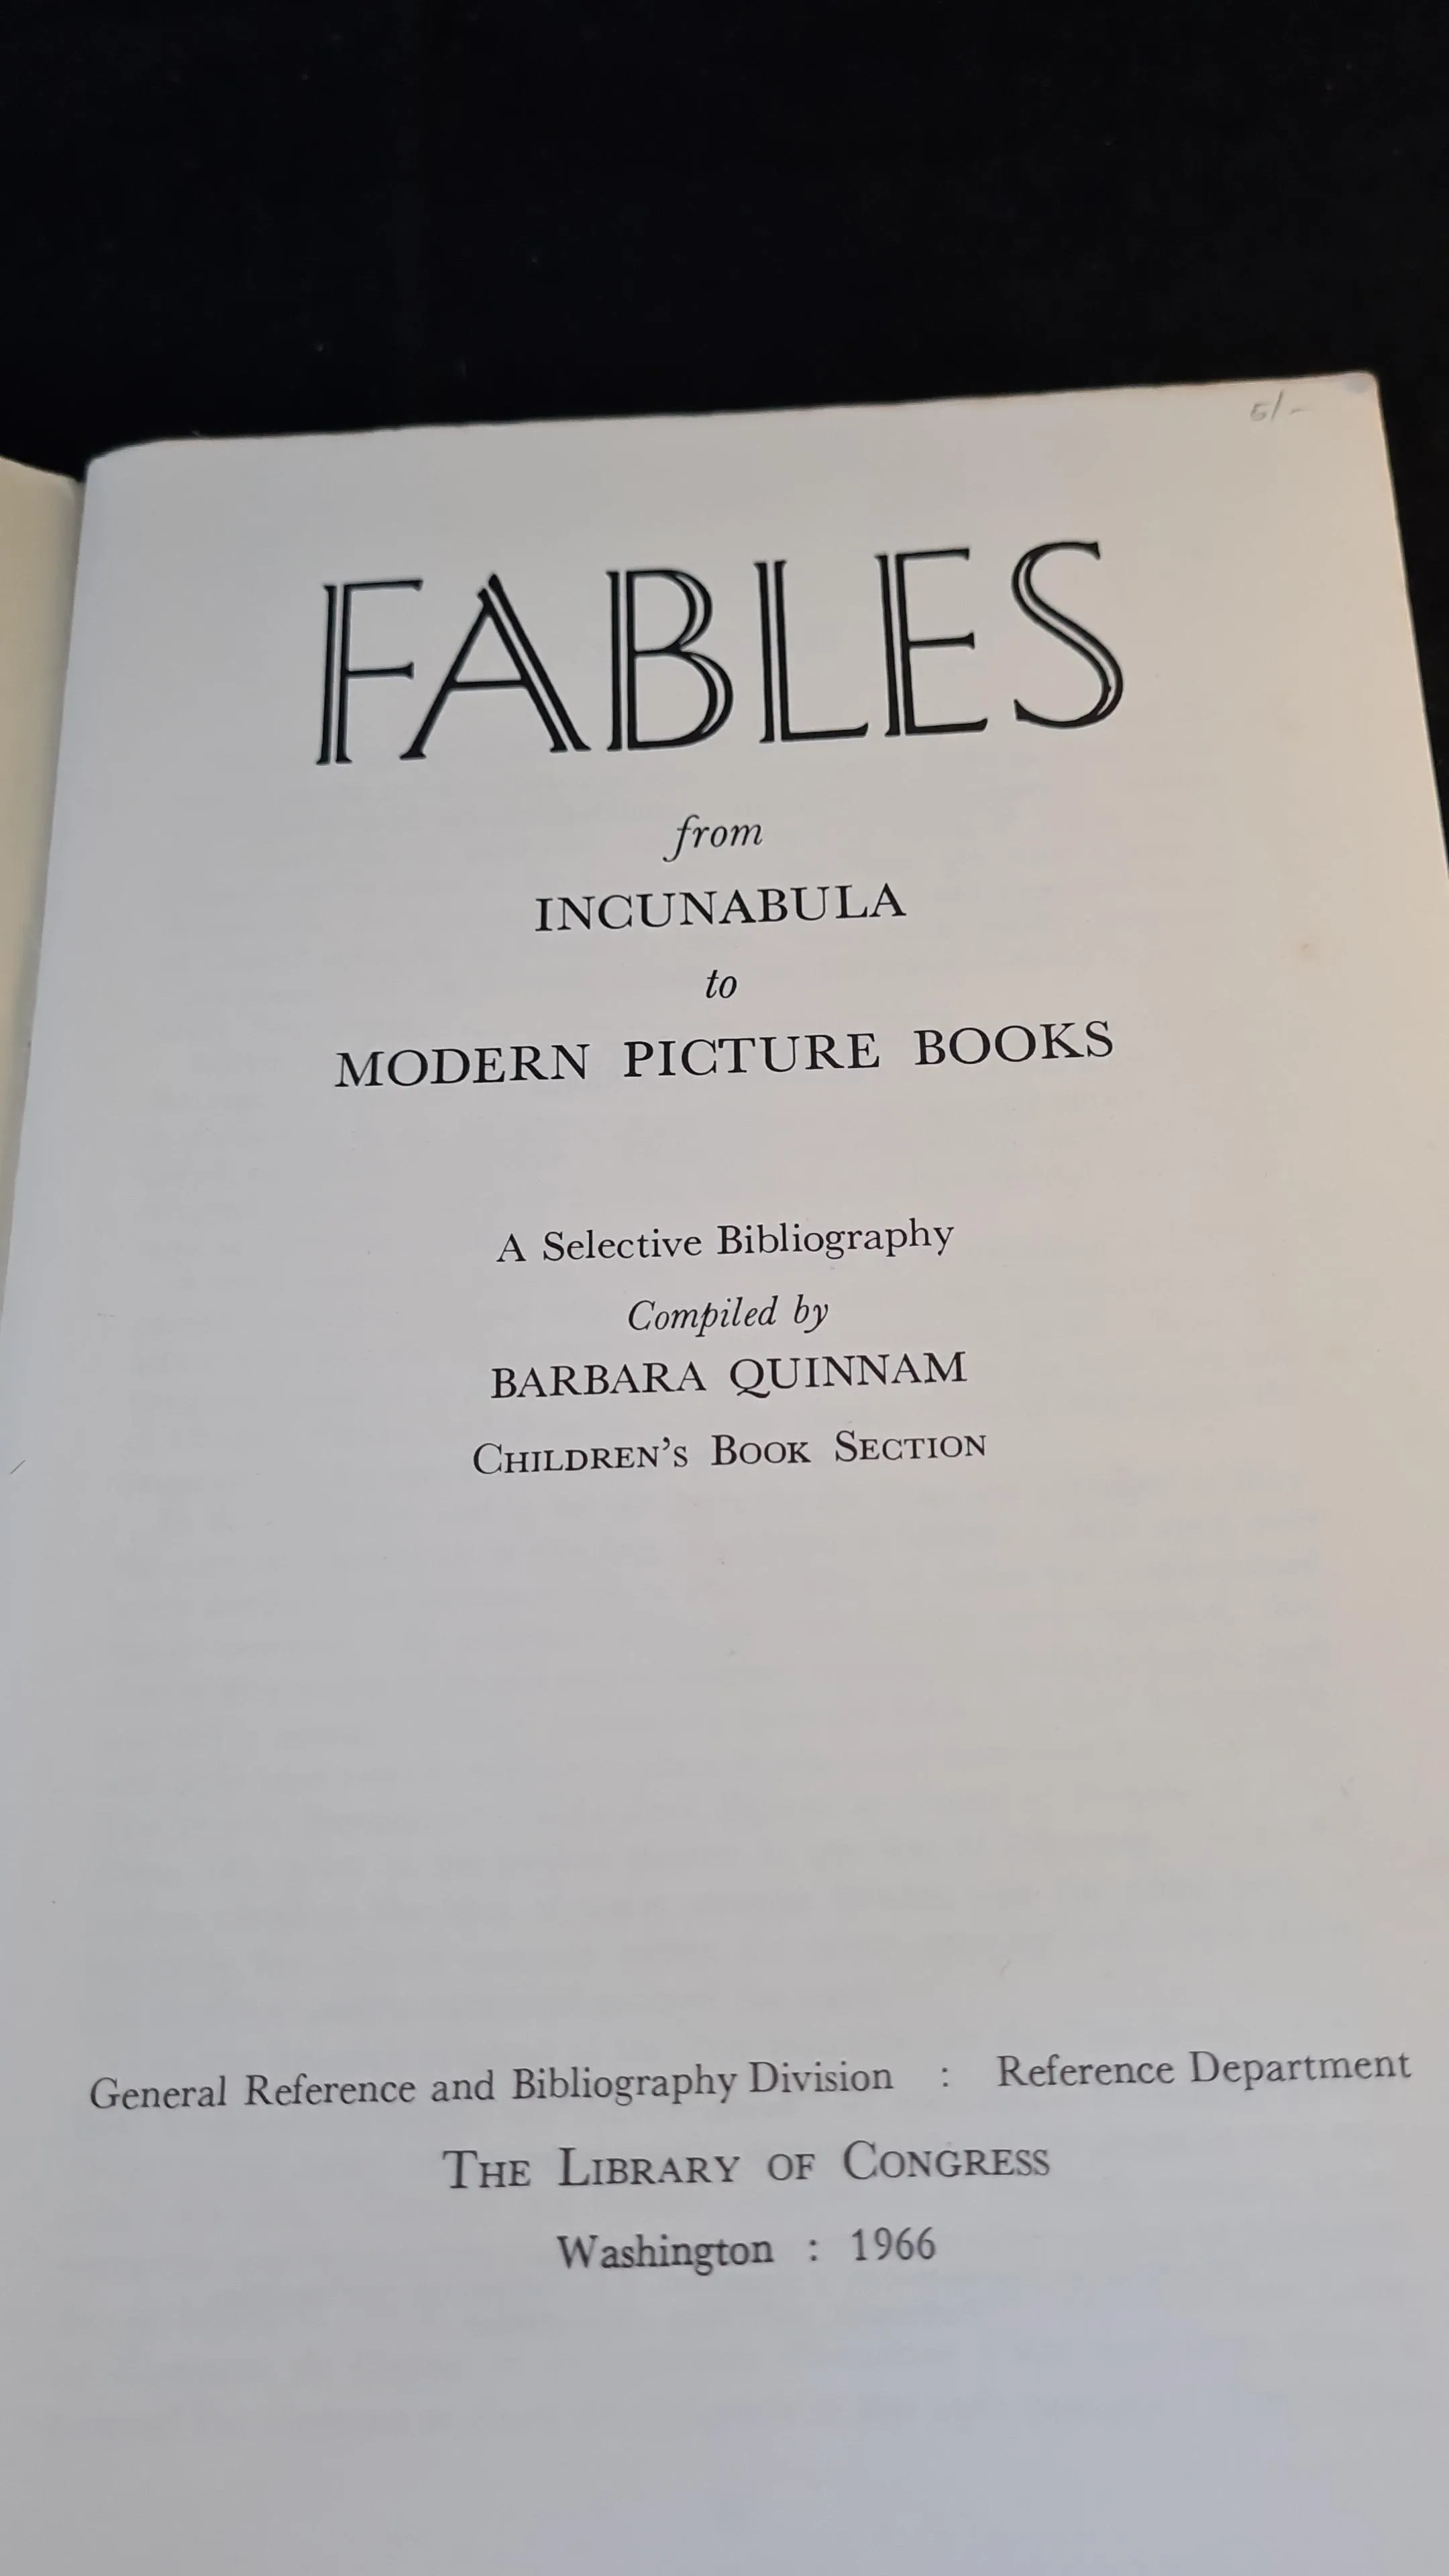 5/-
FABLES
from
INCUNABULA
to
MODERN PICTURE BOOKS
A Selective Bibliography
Compiled by
BARBARA QUINNAM
CHILDREN'S BOOK SECTION
General Reference and Bibliography Division : Reference Department
THE LIBRARY OF CONGRESS
Washington : 1966